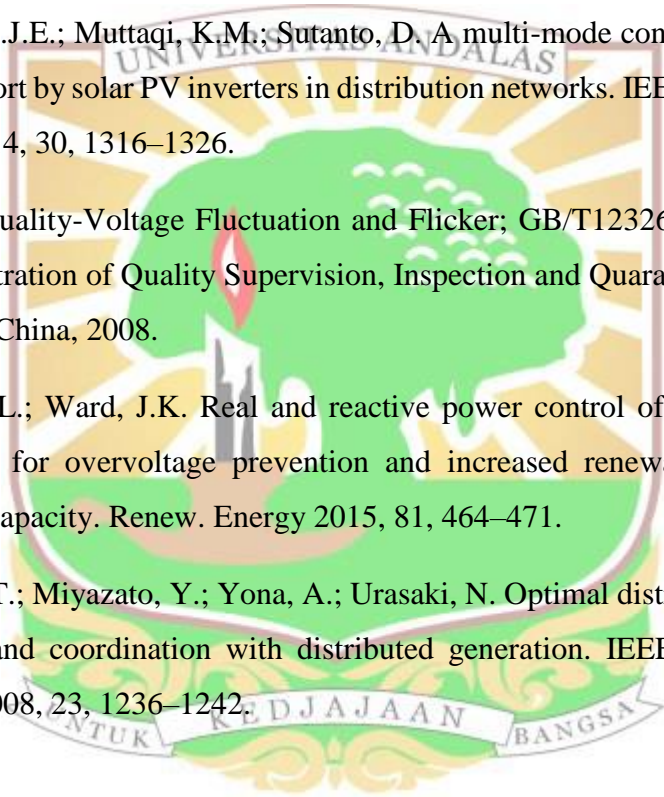 .J.E.; Muttaqi, K.M.; Sutanto, D. A multi-mode con
UNIVERSITAS ANDALAS
ort by solar PV inverters in distribution networks. IEE
4, 30, 1316–1326.
uality-Voltage Fluctuation and Flicker; GB/T12326
tration of Quality Supervision, Inspection and Quara
China, 2008.
L.; Ward, J.K. Real and reactive power control of
for overvoltage prevention and increased renew
apacity. Renew. Energy 2015, 81, 464–471.
T.; Miyazato, Y.; Yona, A.; Urasaki, N. Optimal dist
and coordination with distributed generation. IEEE
008, 23, 1236–1242.
UNTUK KEDJAJAAN BANGSA